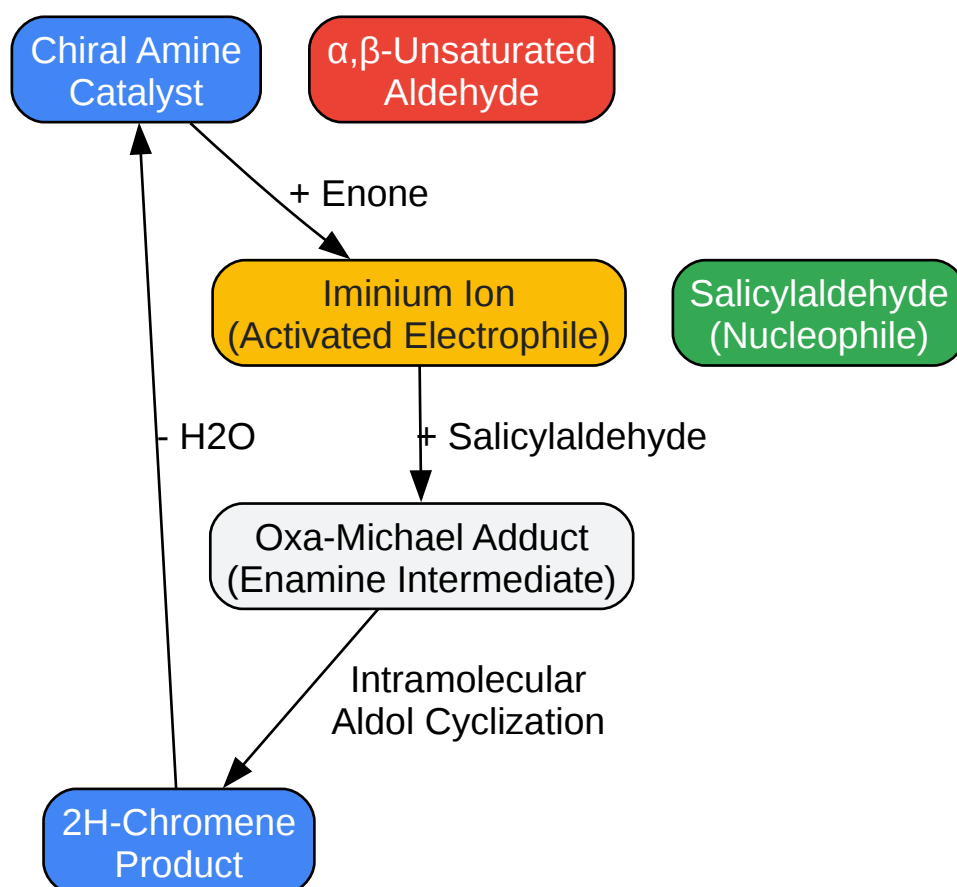 Chiral Amine
Catalyst
α,β-Unsaturated
Aldehyde
+ Enone
Iminium Ion
(Activated Electrophile)
Salicylaldehyde
(Nucleophile)
- H2O
+ Salicylaldehyde
Oxa-Michael Adduct
(Enamine Intermediate)
Intramolecular
Aldol Cyclization
2H-Chromene
Product